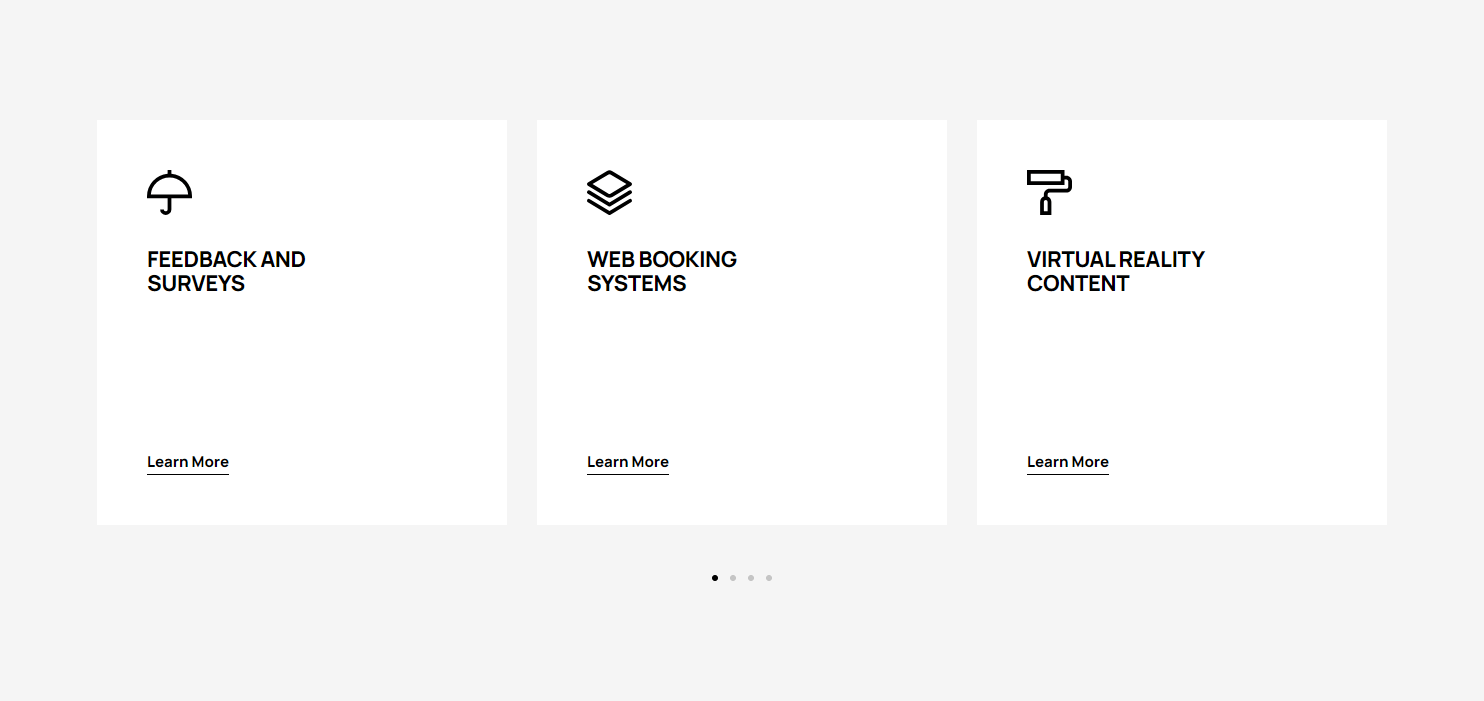 FEEDBACK AND
SURVEYS
Learn More
WEB BOOKING
SYSTEMS
Learn More
VIRTUAL REALITY
CONTENT
Learn More